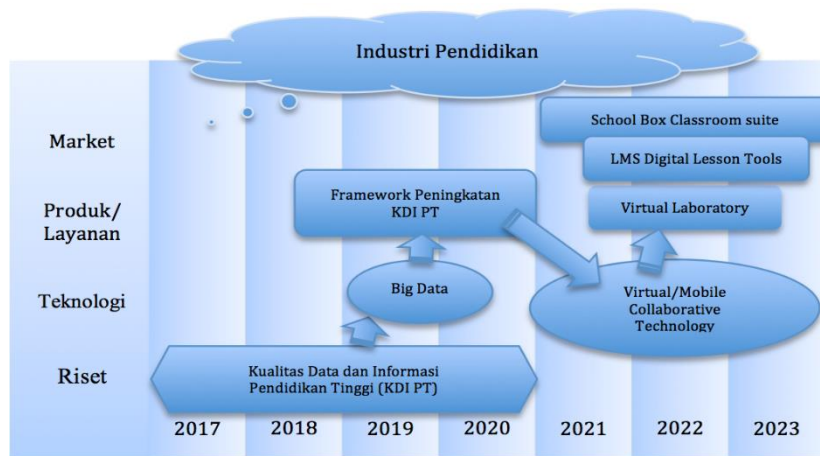 Industri Pendidikan
Market
School Box Classroom suite
LMS Digital Lesson Tools
Produk/
Layanan
Framework Peningkatan
KDI PT
Virtual Laboratory
Teknologi
Big Data
Virtual/Mobile
Collaborative
Technology
Riset
Kualitas Data dan Informasi
Pendidikan Tinggi (KDI PT)
2017 2018 2019 2020 2021 2022 2023